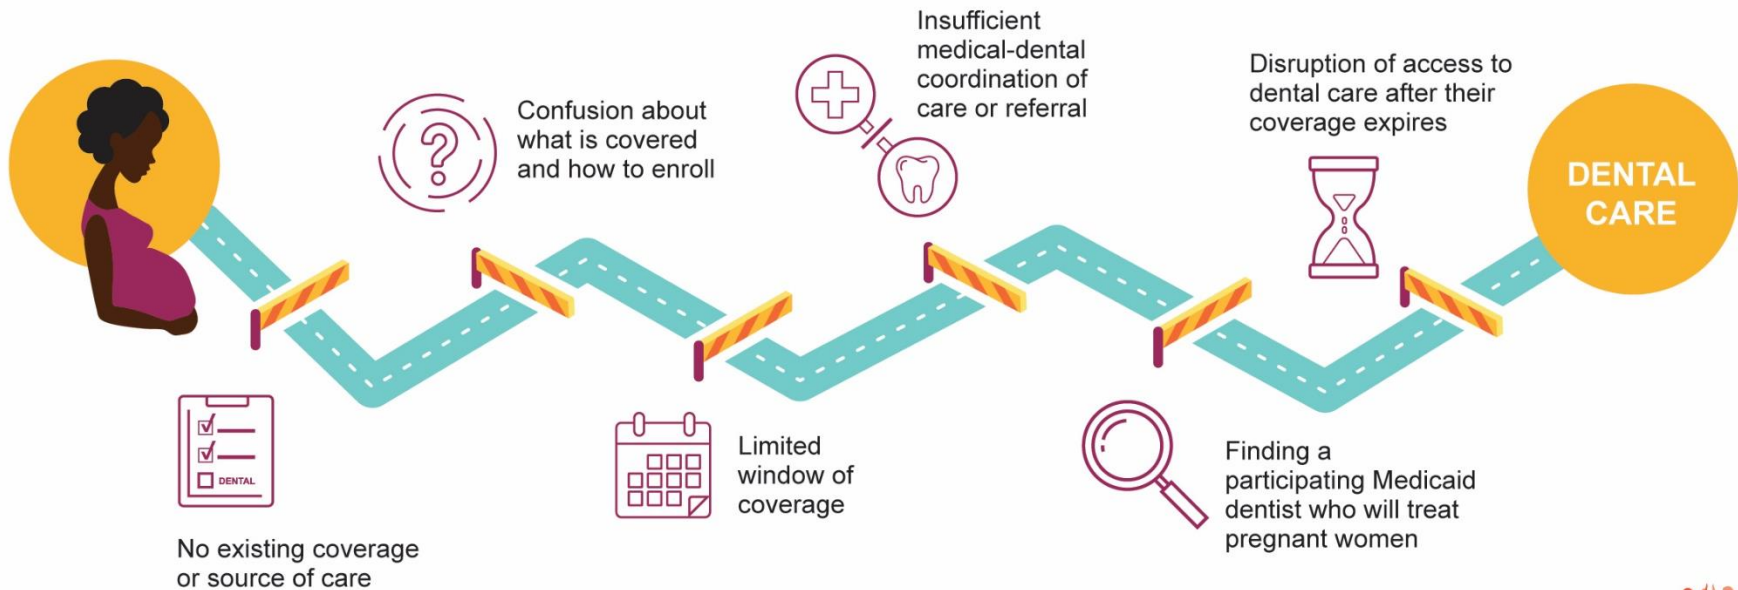 No existing coverage
or source of care
DENTAL
Confusion about
what is covered
and how to enroll
Limited
window of
coverage
Insufficient
medical-dental
coordination of
care or referral
Finding a
participating Medicaid
dentist who will treat
pregnant women
Disruption of access to
dental care after their
coverage expires
DENTAL
CARE